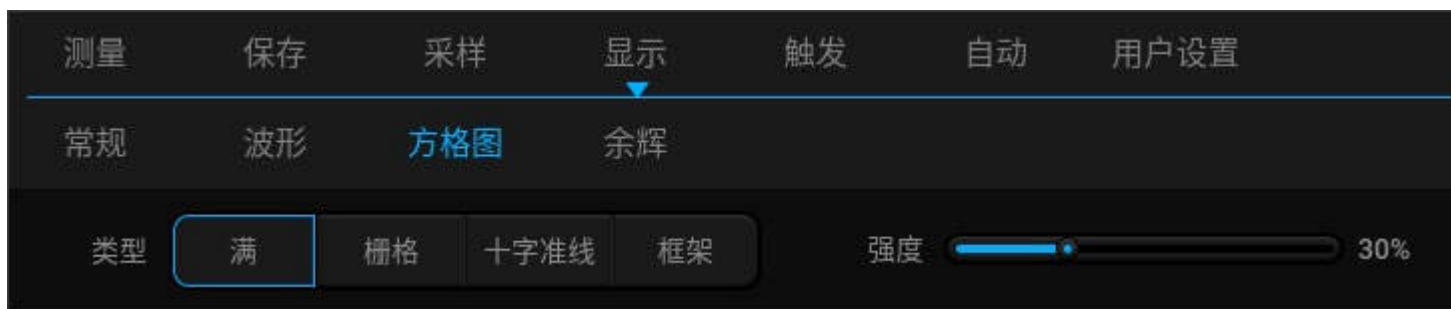 测量 保存 采样 显示 触发 自动 用户设置
常规 波形 方格图 余辉
类型 满 栅格 十字准线 框架 强度 30%